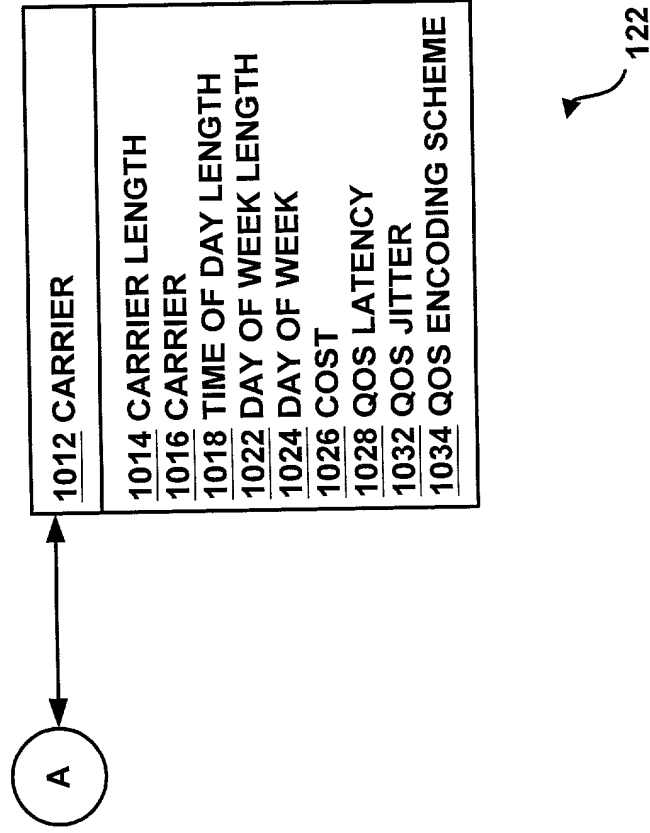 A
1012 CARRIER
1014 CARRIER LENGTH
1016 CARRIER
1018 TIME OF DAY LENGTH
1022 DAY OF WEEK LENGTH
1024 DAY OF WEEK
1026 COST
1028 QOS LATENCY
1032 QOS JITTER
1034 QOS ENCODING SCHEME
122